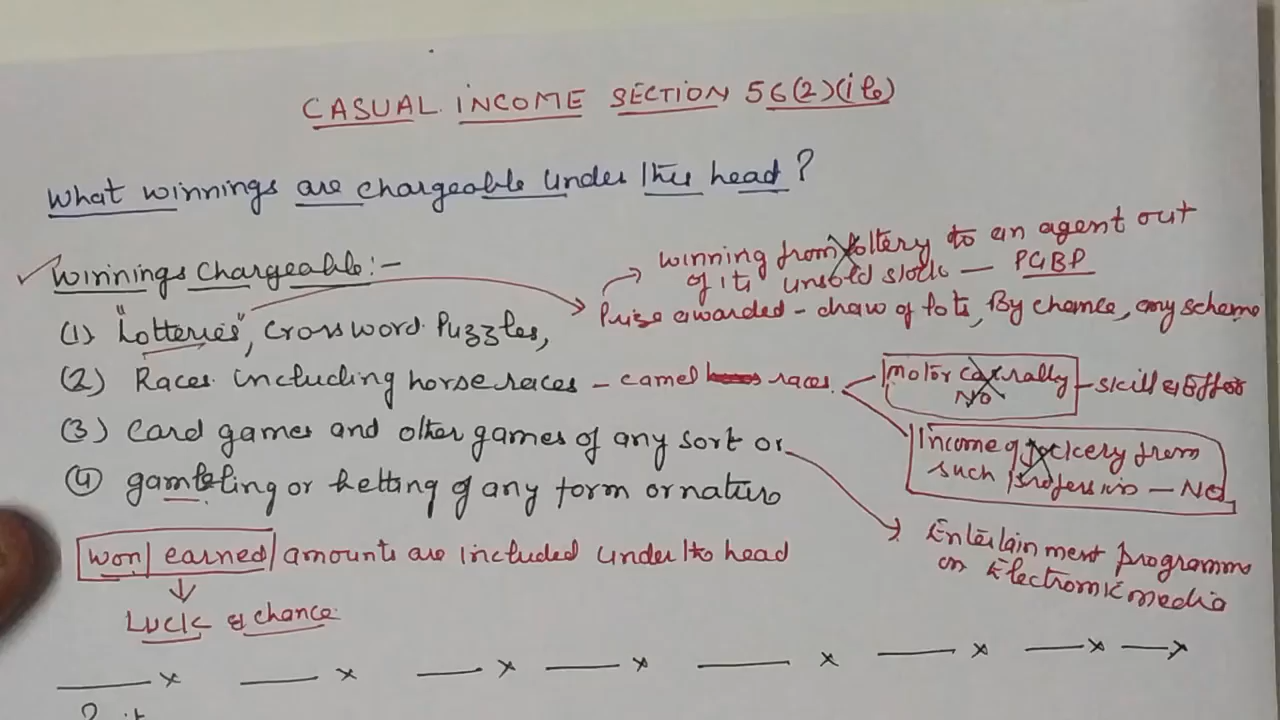 CASUAL INCOME SECTION 56(2)(ib)
What winnings are chargeable under this head?
Winnings Chargeable:-
winning from lottery to an agent out
of its unsold stock — PGBP
(1) "Lotteries", Crossword Puzzles,
Prize awarded - draw of lots, By chance, any scheme
(2) Races including horse races - camel races
Motor car rally - skill & Effor
No
Income of jockery from
such profession - No
(3) Card games and other games of any sort or
(4) gambling or betting of any form or nature
Entertainment programme
on Electronic media
won/earned/ amounts are included under to head
Luck & chance